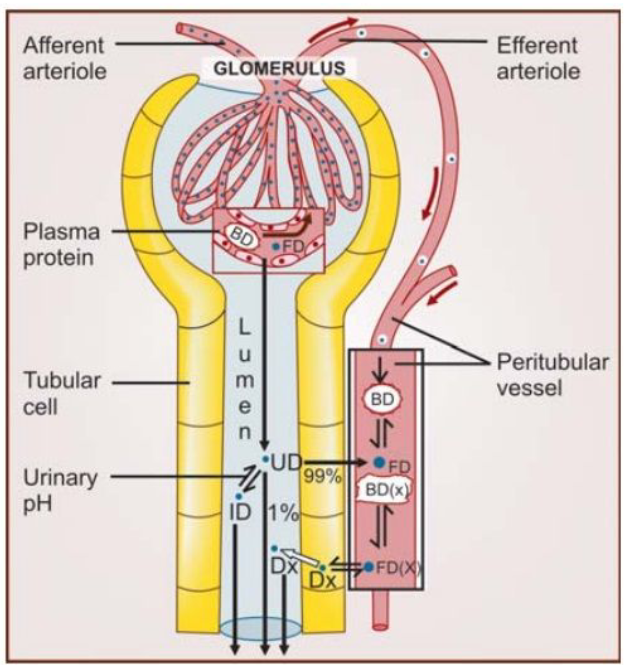 Afferent
arteriole
GLOMERULUS
Efferent
arteriole
Plasma
protein
BD
FD
Lumen
Peritubular
vessel
Tubular
cell
BD
Urinary
pH
UD
99%
FD
BD(x)
ID
1%
Dx
Dx
FD(X)